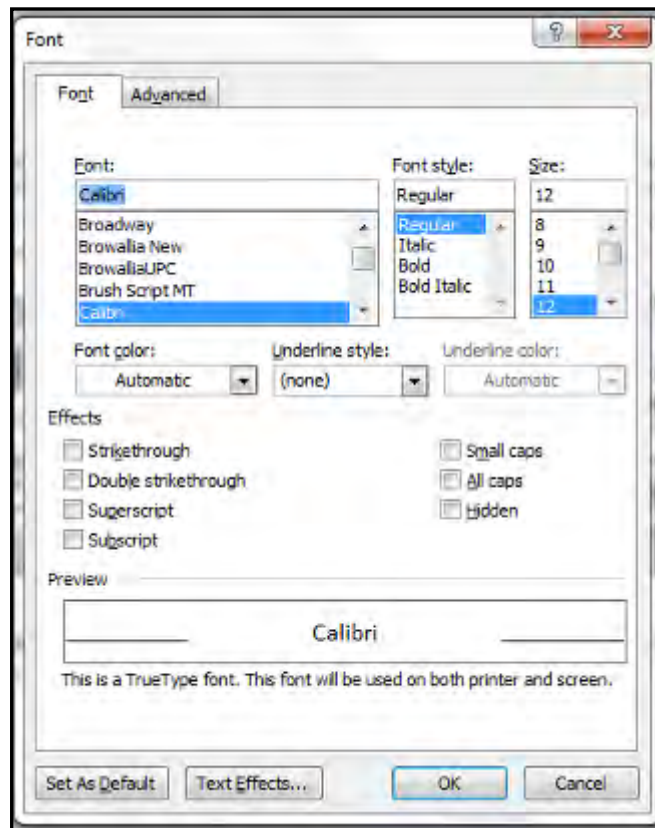 Font
Font Advanced
Font: Font style: Size:
Calibri Regular 12
Broadway Regular 8
Browallia New Italic 9
BrowalliaUPC Bold 10
Brush Script MT Bold Italic 11
Calibri 12
Font color: Underline style: Underline color:
Automatic (none) Automatic
Effects
Strikethrough Small caps
Double strikethrough All caps
Superscript Hidden
Subscript
Preview
Calibri
This is a TrueType font. This font will be used on both printer and screen.
Set As Default Text Effects... OK Cancel